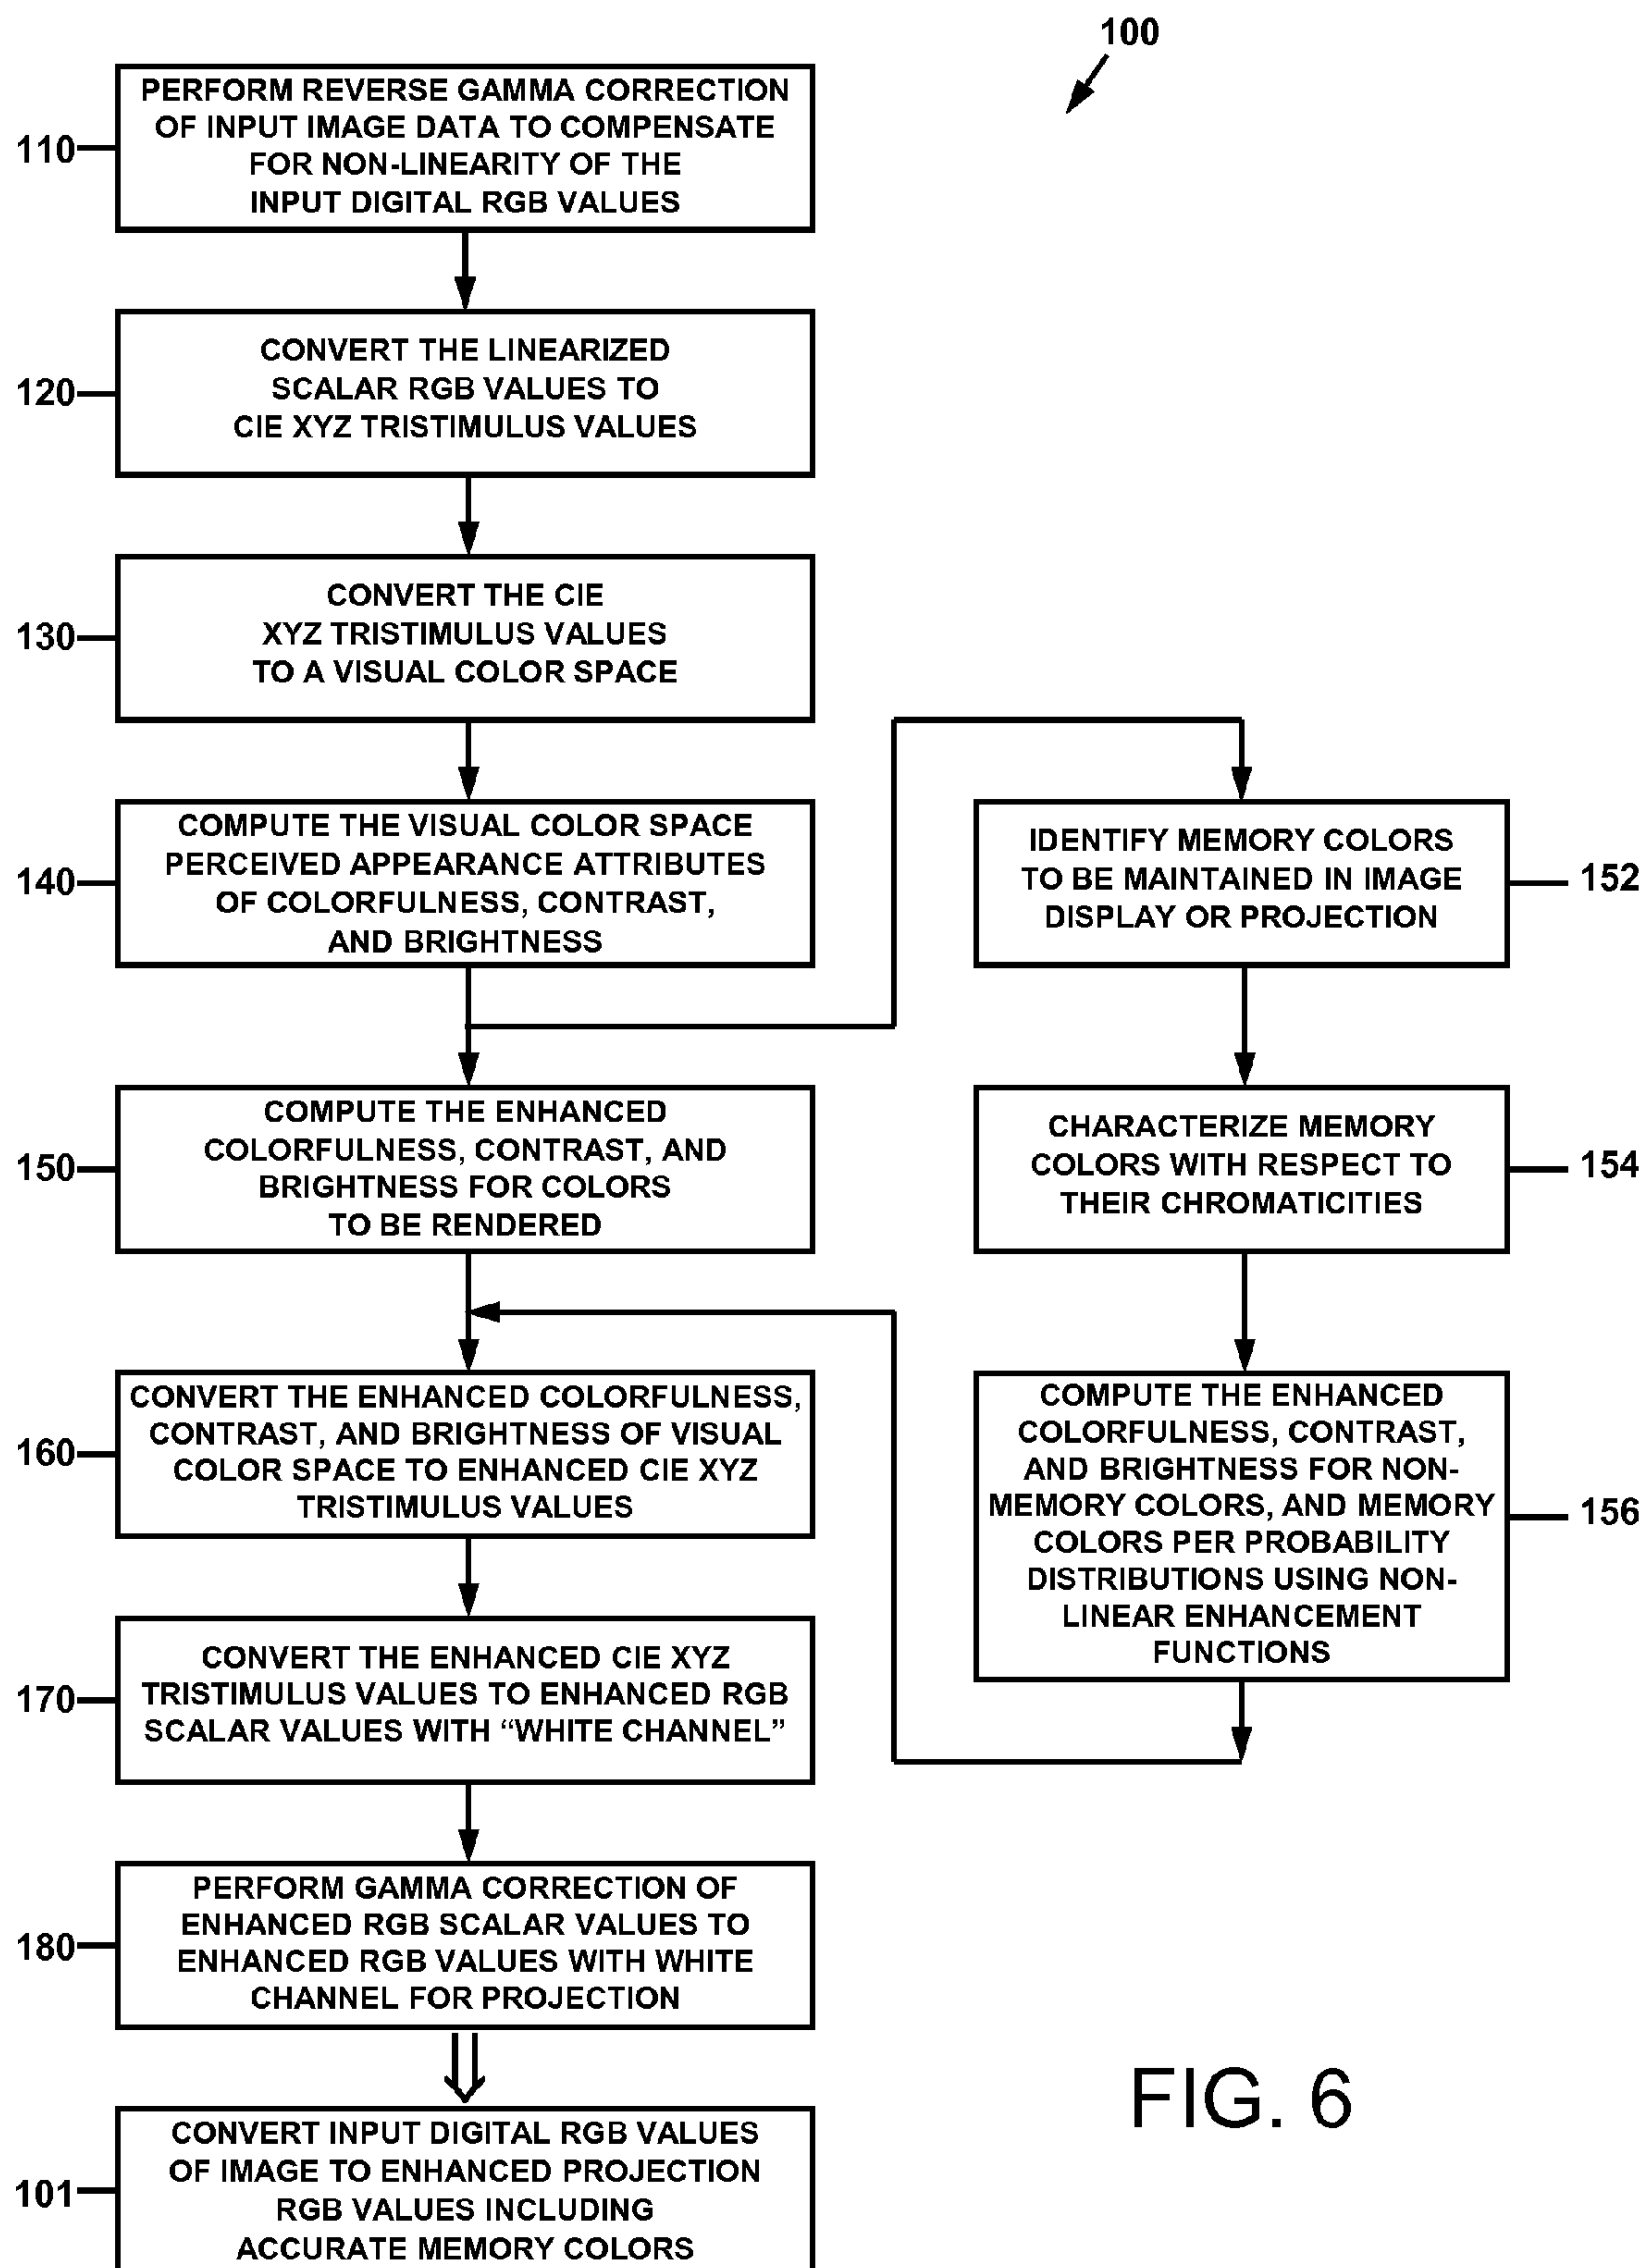 100
PERFORM REVERSE GAMMA CORRECTION
OF INPUT IMAGE DATA TO COMPENSATE
FOR NON-LINEARITY OF THE
INPUT DIGITAL RGB VALUES
110
CONVERT THE LINEARIZED
SCALAR RGB VALUES TO
CIE XYZ TRISTIMULUS VALUES
120
CONVERT THE CIE
XYZ TRISTIMULUS VALUES
TO A VISUAL COLOR SPACE
130
COMPUTE THE VISUAL COLOR SPACE
PERCEIVED APPEARANCE ATTRIBUTES
OF COLORFULNESS, CONTRAST,
AND BRIGHTNESS
140
IDENTIFY MEMORY COLORS
TO BE MAINTAINED IN IMAGE
DISPLAY OR PROJECTION
152
COMPUTE THE ENHANCED
COLORFULNESS, CONTRAST, AND
BRIGHTNESS FOR COLORS
TO BE RENDERED
150
CHARACTERIZE MEMORY
COLORS WITH RESPECT TO
THEIR CHROMATICITIES
154
CONVERT THE ENHANCED COLORFULNESS,
CONTRAST, AND BRIGHTNESS OF VISUAL
COLOR SPACE TO ENHANCED CIE XYZ
TRISTIMULUS VALUES
160
COMPUTE THE ENHANCED
COLORFULNESS, CONTRAST,
AND BRIGHTNESS FOR NON-
MEMORY COLORS, AND MEMORY
COLORS PER PROBABILITY
DISTRIBUTIONS USING NON-
LINEAR ENHANCEMENT
FUNCTIONS
156
CONVERT THE ENHANCED CIE XYZ
TRISTIMULUS VALUES TO ENHANCED RGB
SCALAR VALUES WITH “WHITE CHANNEL”
170
PERFORM GAMMA CORRECTION OF
ENHANCED RGB SCALAR VALUES TO
ENHANCED RGB VALUES WITH WHITE
CHANNEL FOR PROJECTION
180
CONVERT INPUT DIGITAL RGB VALUES
OF IMAGE TO ENHANCED PROJECTION
RGB VALUES INCLUDING
ACCURATE MEMORY COLORS
101
FIG. 6